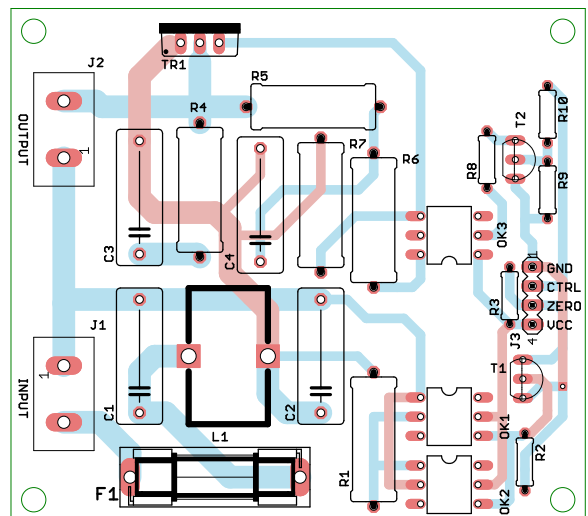 J2
TR1
OUTPUT
1
R4
R5
R7
R6
C3
C4
R10
T2
R8
R9
OK3
1
GND
CTRL
ZERO
VCC
4
J3
R3
J1
1
INPUT
C1
C2
L1
T1
OK1
R1
R2
OK2
F1